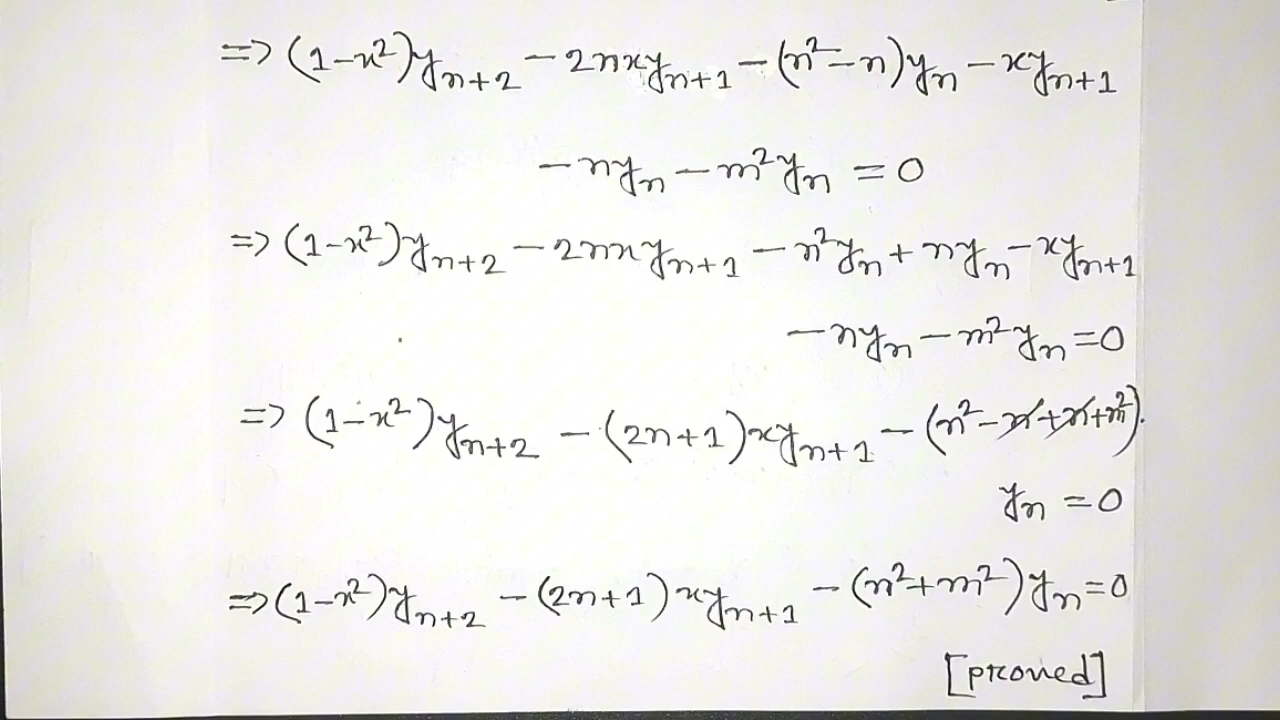 => (1-x²)yₙ₊₂ - 2nxyₙ₊₁ - (n²-n)yₙ - xyₙ₊₁
- nyₙ - m²yₙ = 0
=> (1-x²)yₙ₊₂ - 2nxyₙ₊₁ - n²yₙ + nyₙ - xyₙ₊₁
- nyₙ - m²yₙ = 0
=> (1-x²)yₙ₊₂ - (2n+1)xyₙ₊₁ - (n²-n+n+m²).
yₙ = 0
=> (1-x²)yₙ₊₂ - (2n+1)xyₙ₊₁ - (n²+m²)yₙ = 0
[proved]